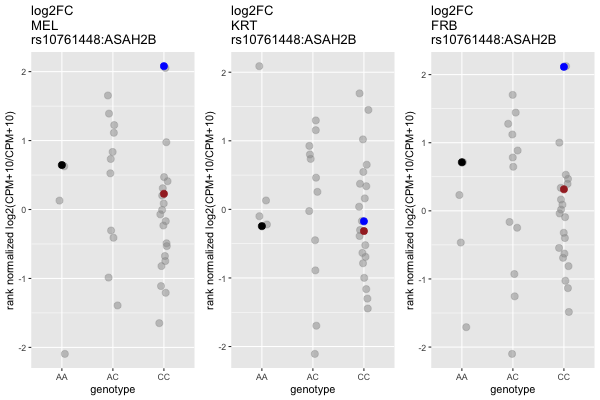 log2FC
MEL
rs10761448:ASAH2B
rank normalized log2(CPM+10/CPM+10)
2
1
0
-1
-2
AA AC CC
genotype
log2FC
KRT
rs10761448:ASAH2B
rank normalized log2(CPM+10/CPM+10)
2
1
0
-1
-2
AA AC CC
genotype
log2FC
FRB
rs10761448:ASAH2B
rank normalized log2(CPM+10/CPM+10)
2
1
0
-1
-2
AA AC CC
genotype